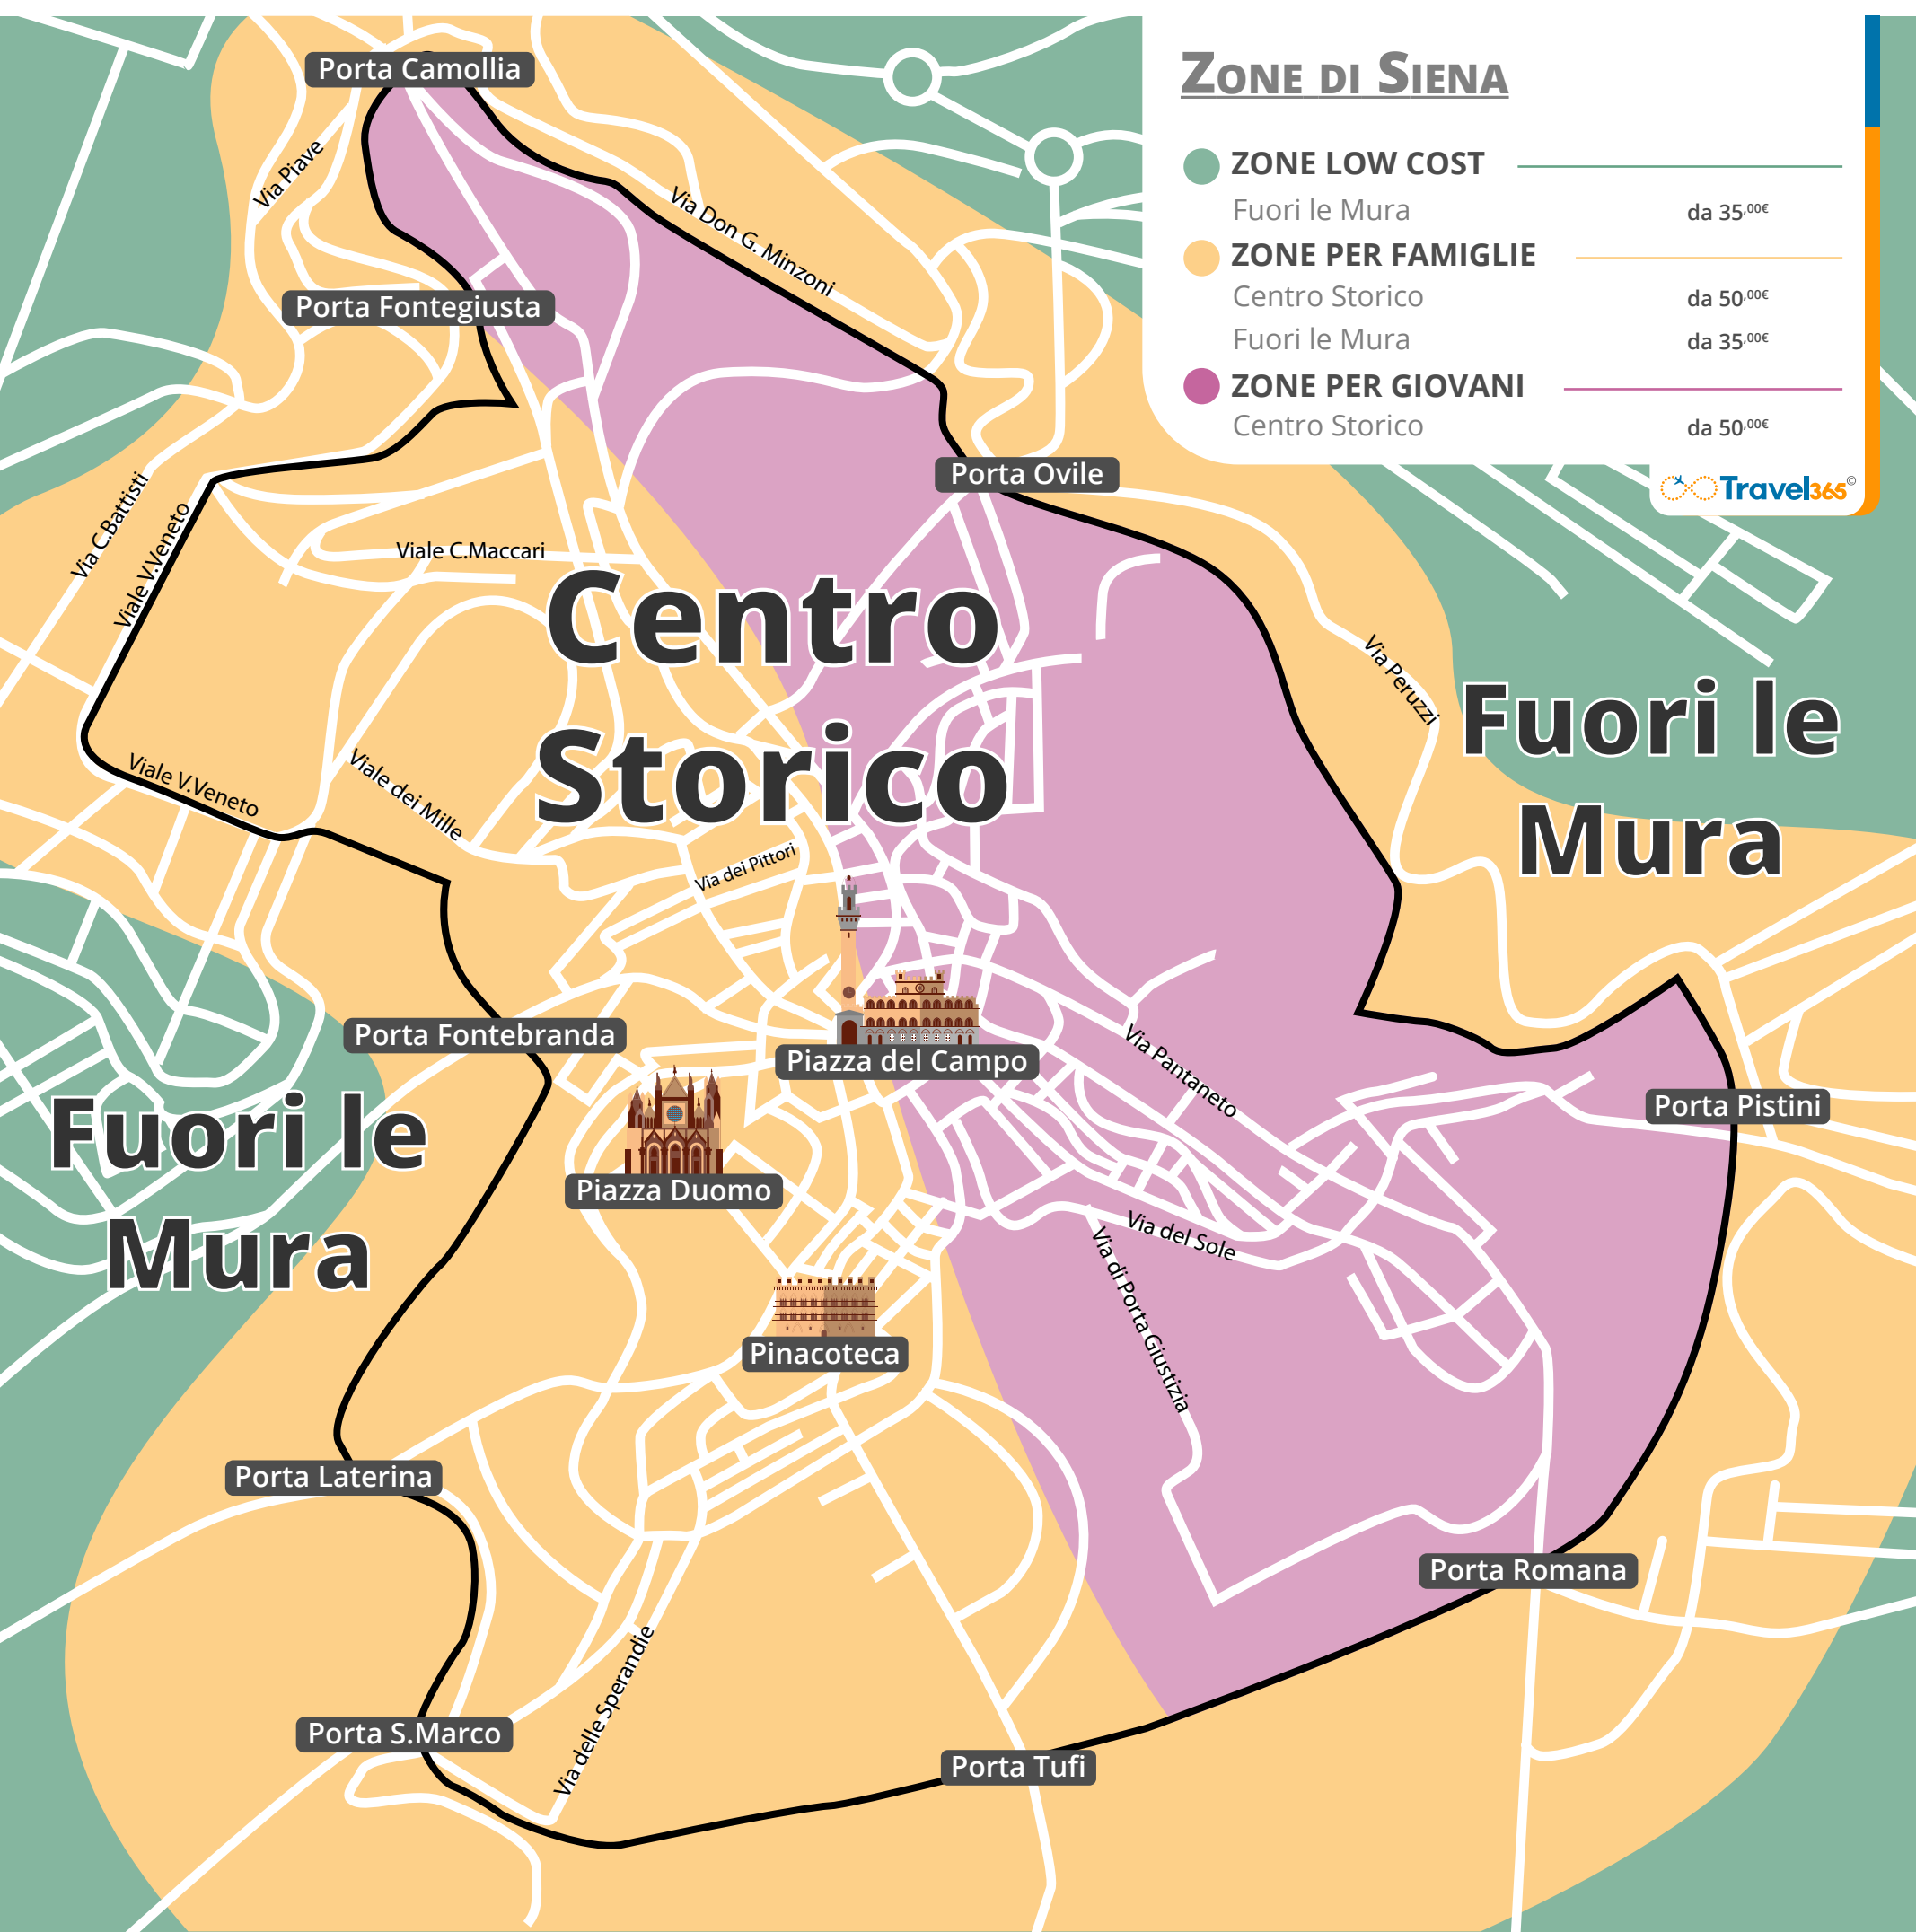 Zone di Siena
ZONE LOW COST
Fuori le Mura da 35,00€
ZONE PER FAMIGLIE
Centro Storico da 50,00€
Fuori le Mura da 35,00€
ZONE PER GIOVANI
Centro Storico da 50,00€
Travel365©
Porta Camollia
Via Piave
Via Don G. Minzoni
Porta Fontegiusta
Porta Ovile
Via C.Battisti
Viale V.Veneto
Viale C.Maccari
Centro
Storico
Via Peruzzi
Fuori le
Mura
Viale V.Veneto
Viale dei Mille
Via dei Pittori
Porta Fontebranda
Piazza del Campo
Via Pantaneto
Porta Pistini
Fuori le
Mura
Piazza Duomo
Via del Sole
Via di Porta Giustizia
Pinacoteca
Porta Laterina
Porta Romana
Via delle Sperandie
Porta S.Marco
Porta Tufi